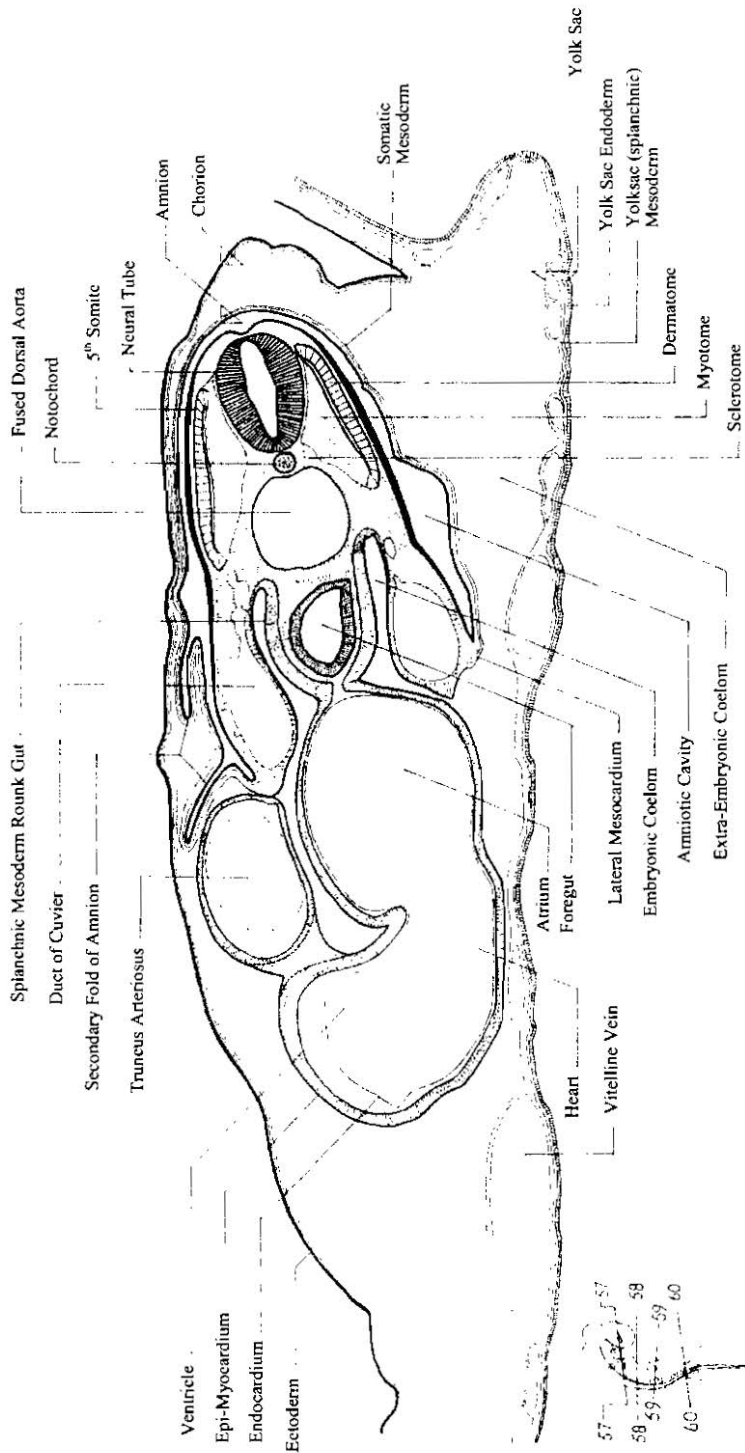 Splanchnic Mesoderm Rounk Gut
Duct of Cuvier
Secondary Fold of Amnion
Truncus Arteriosus
Fused Dorsal Aorta
Notochord
5th Somite
Neural Tube
Amnion
Chorion
Ventricle
Epi-Myocardium
Endocardium
Ectoderm
Somatic
Mesoderm
Yolk Sac
Yolk Sac Endoderm
Yolksac (splanchnic)
Mesoderm
Dermatome
Myotome
Sclerotome
Lateral Mesocardium
Embryonic Coelom
Amniotic Cavity
Extra-Embryonic Coelom
Atrium
Foregut
Heart
Vitelline Vein
57 57
58 58
59 59
60 60